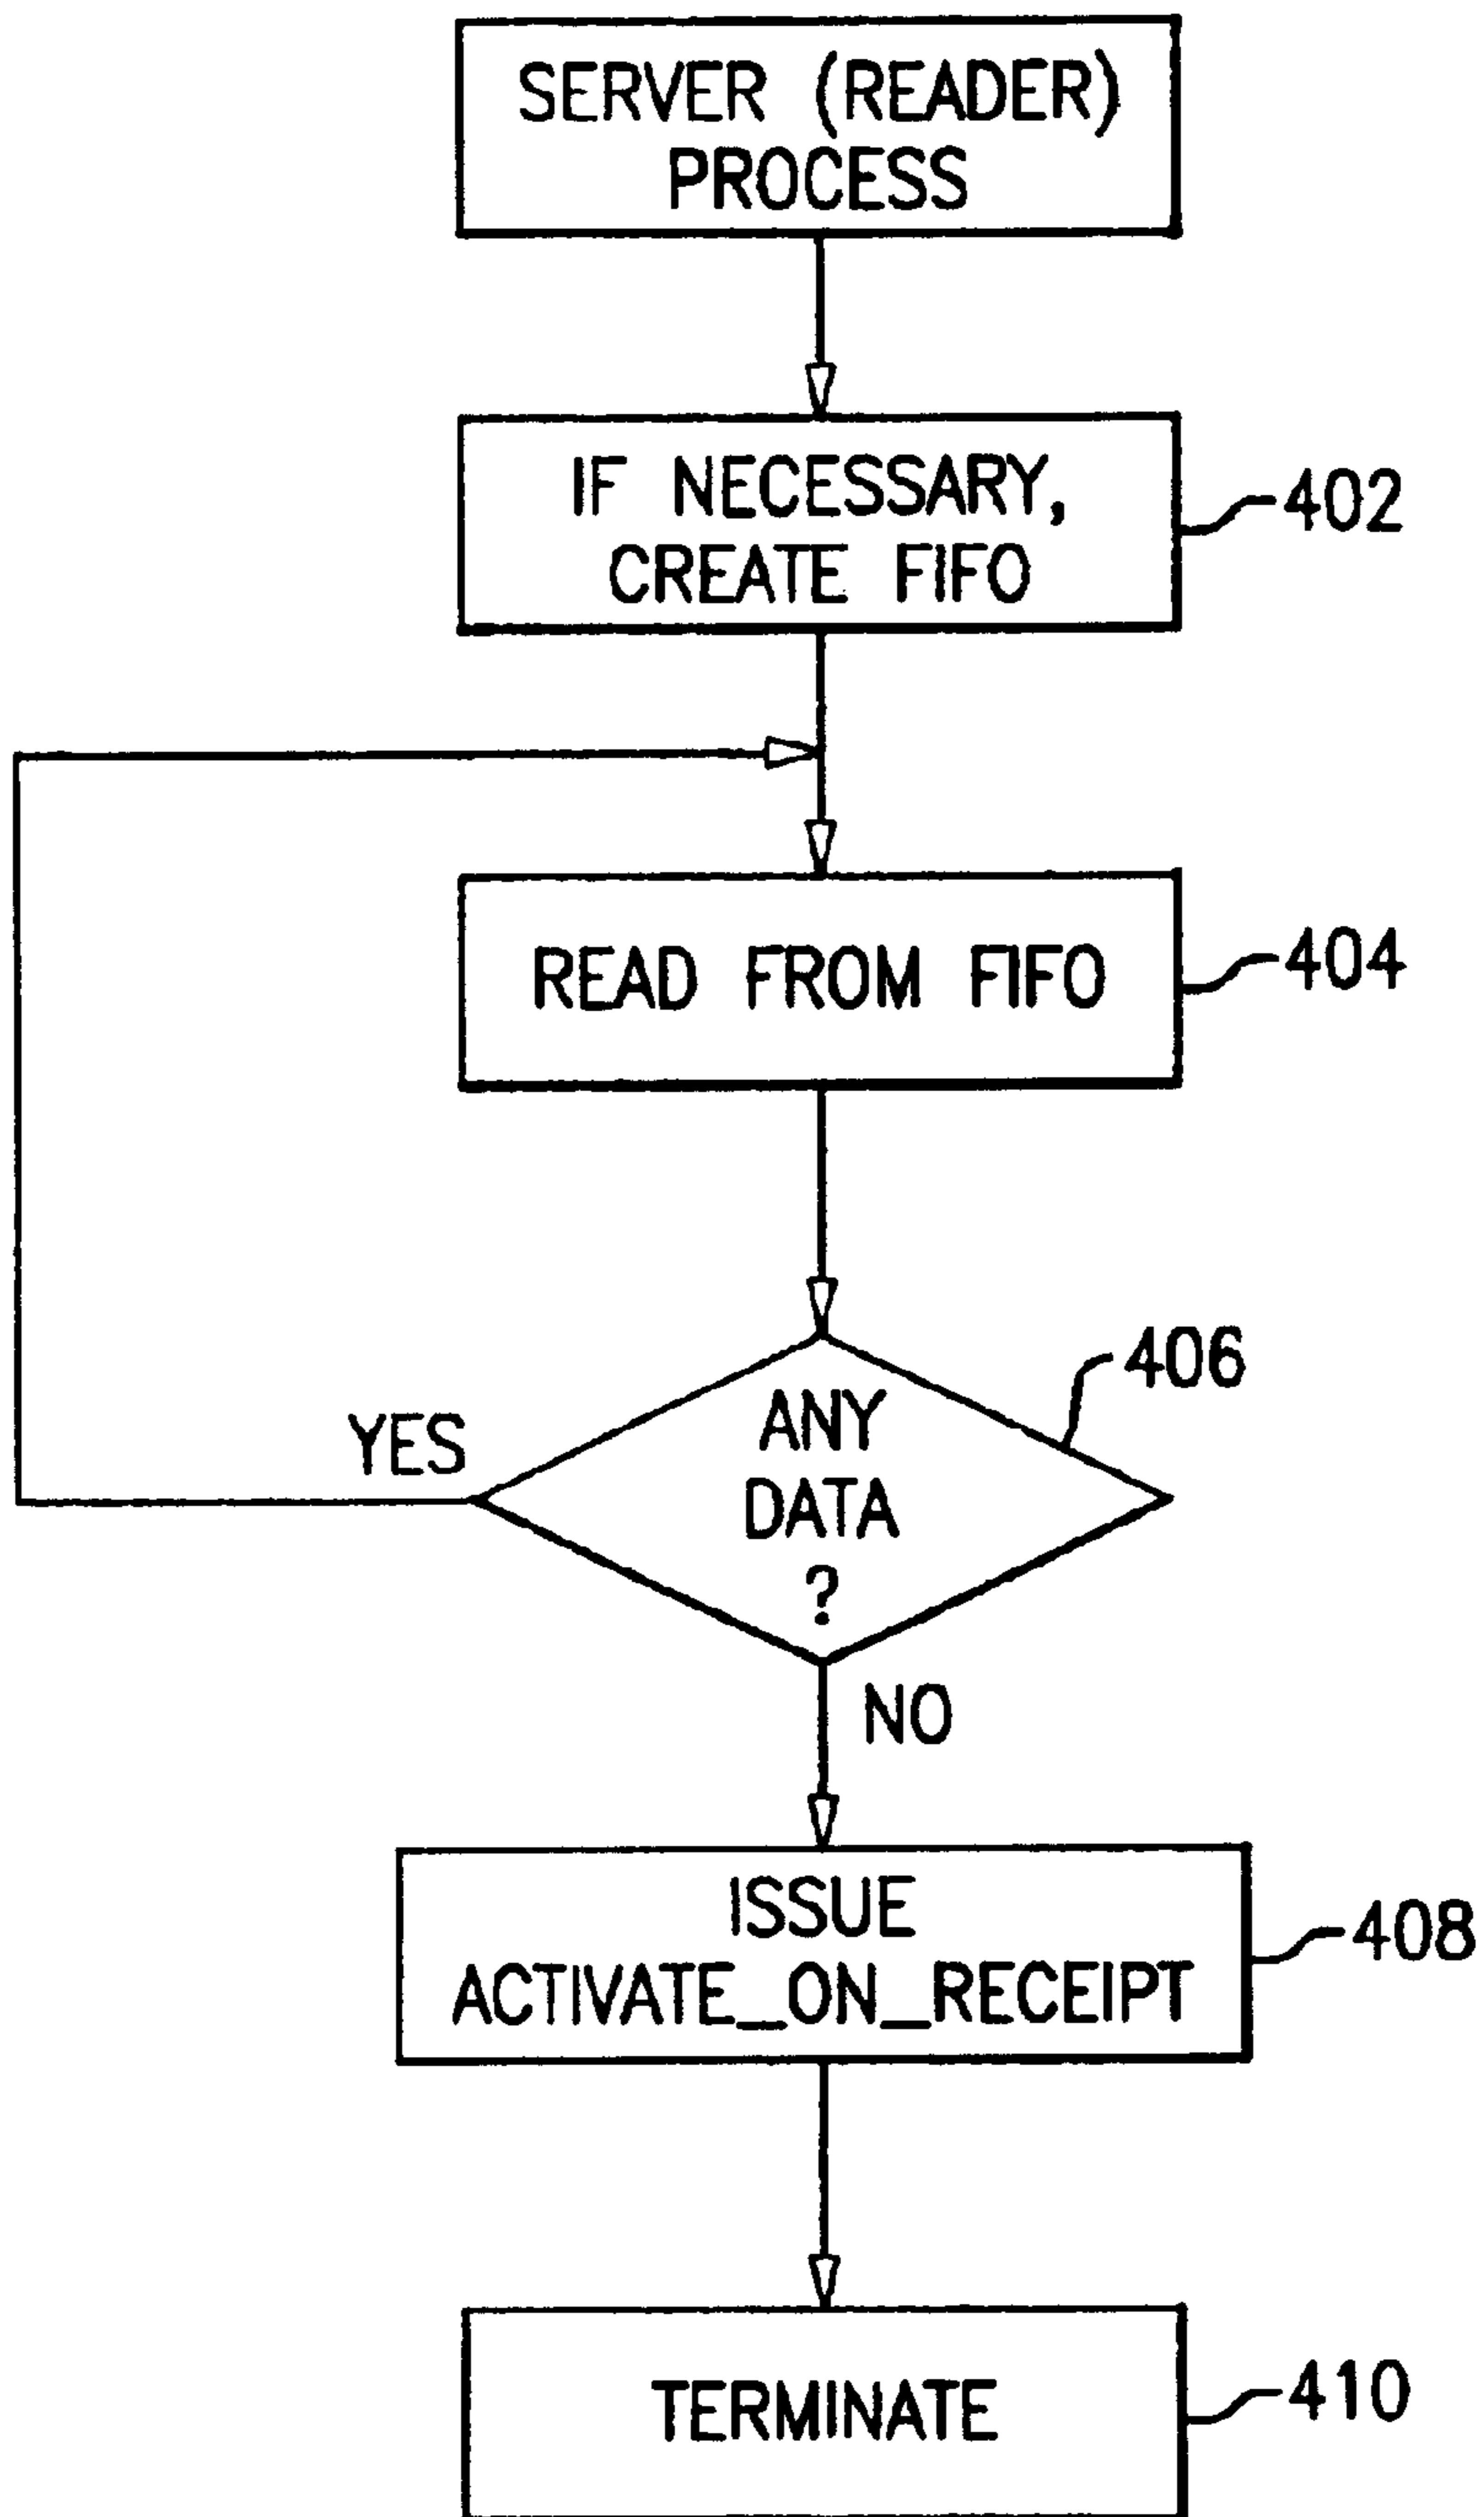 SERVER (READER)
PROCESS
IF NECESSARY,
CREATE FIFO
402
READ FROM FIFO
404
406
ANY
DATA
?
YES
NO
ISSUE
ACTIVATE_ON_RECEIPT
408
TERMINATE
410